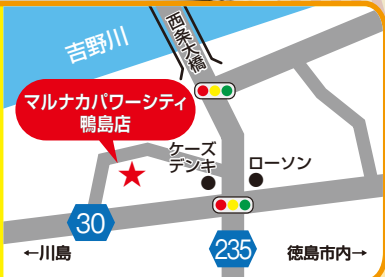 吉野川
西条大橋
マルナカパワーシティ
鴨島店
ケーズ
デンキ
ローソン
30
235
←川島
徳島市内→